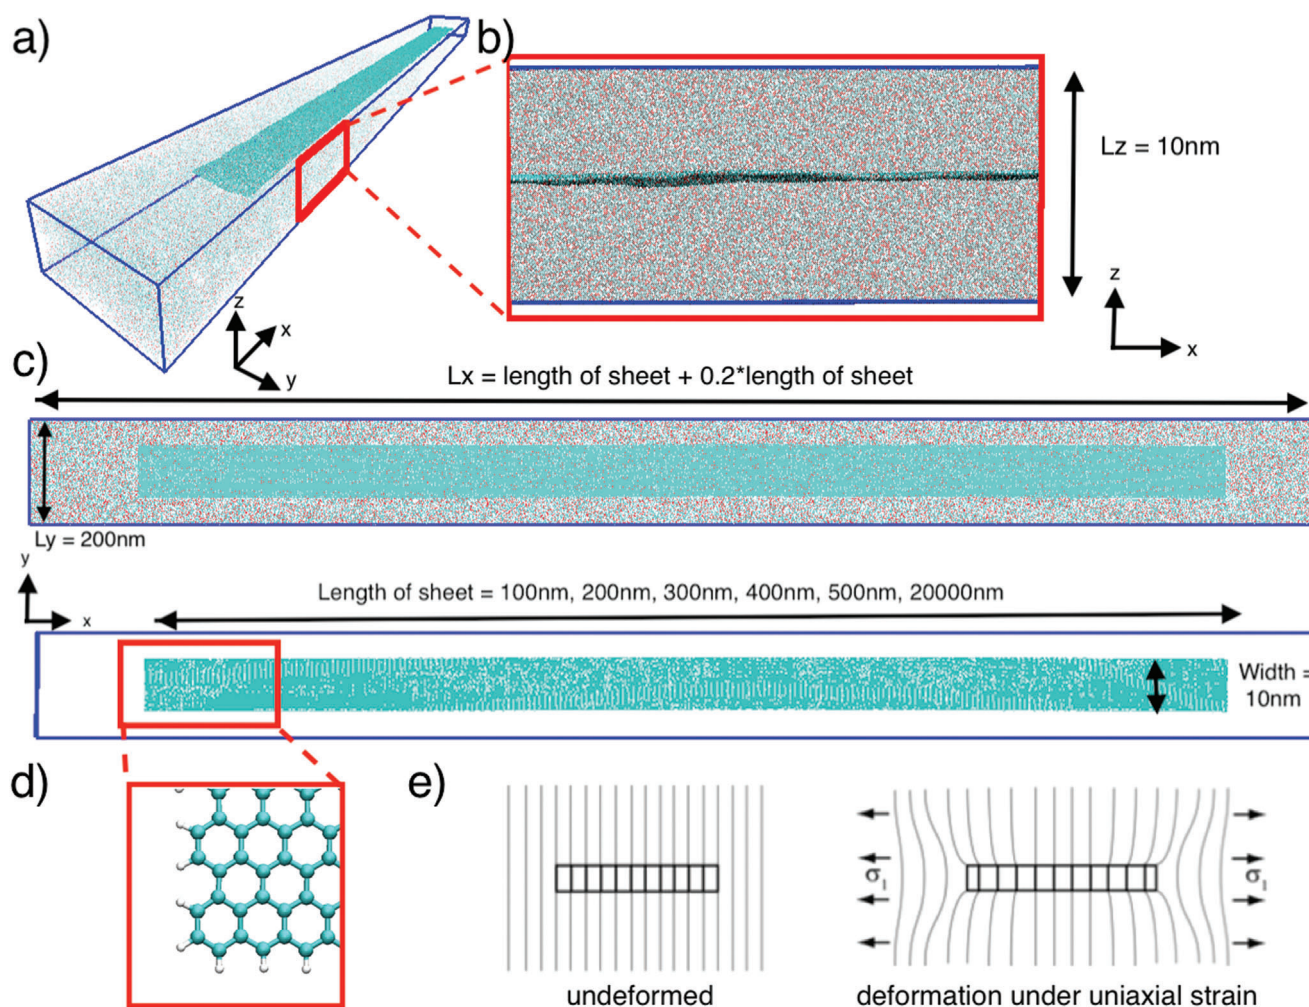 a)
b)
Lz = 10nm
z
x
y
z
x
c)
Lx = length of sheet + 0.2*length of sheet
Ly = 200nm
y
x
Length of sheet = 100nm, 200nm, 300nm, 400nm, 500nm, 20000nm
Width =
10nm
d)
e)
σ⊥
σ⊥
undeformed
deformation under uniaxial strain